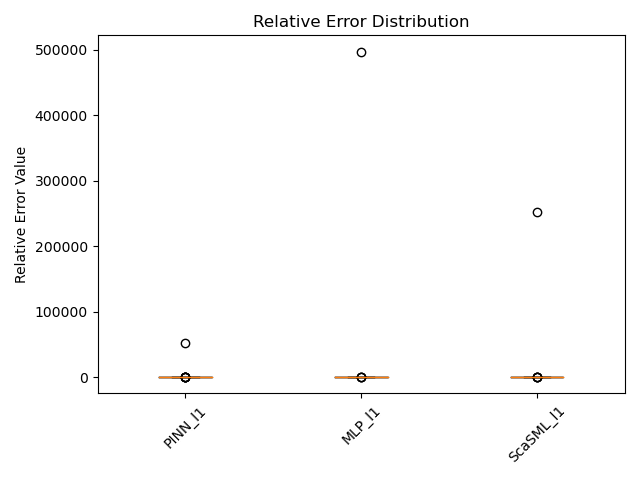 Relative Error Distribution
Relative Error Value
500000
400000
300000
200000
100000
0
PINN_l1
MLP_l1
ScaSML_l1